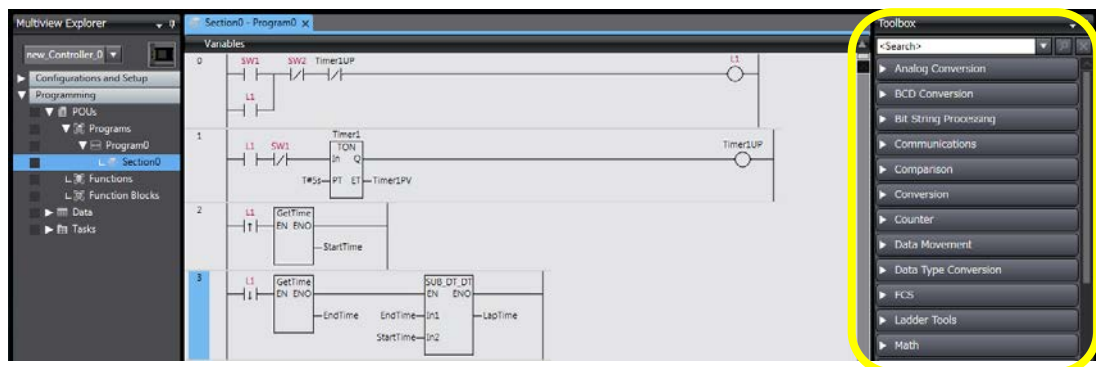 Multiview Explorer
new_Controller_0
Configurations and Setup
Programming
POUs
Programs
Program0
Section0
Functions
Function Blocks
Data
Tasks
Section0 - Program0 x
Variables
0
SW1 SW2 Timer1UP L1
L1
1
Timer1
L1 SW1 TON Timer1UP
In Q
T#5s PT ET Timer1PV
2
L1 GetTime
EN ENO
StartTime
3
L1 GetTime SUB_DT_DT
EN ENO EN ENO
EndTime EndTime In1 LapTime
StartTime In2
Toolbox
<Search>
Analog Conversion
BCD Conversion
Bit String Processing
Communications
Comparison
Conversion
Counter
Data Movement
Data Type Conversion
FCS
Ladder Tools
Math